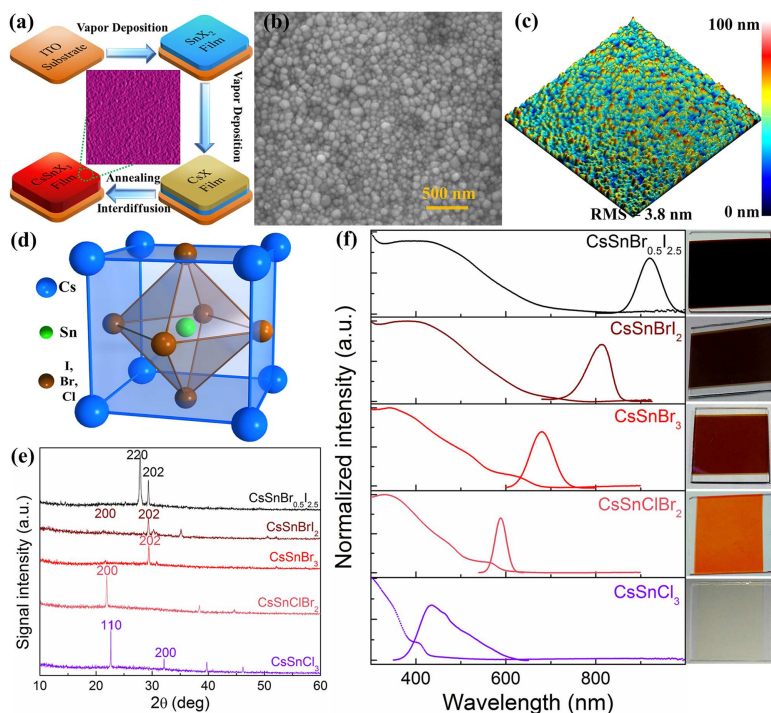 (a)
Vapor Deposition
ITO
Substrate
SnX2
Film
Vapor Deposition
CsX
Film
Annealing
Interdiffusion
CsSnX3
Film
(b)
500 nm
(c)
100 nm
0 nm
RMS = 3.8 nm
(d)
Cs
Sn
I,
Br,
Cl
(e)
Signal intensity (a.u.)
220
202
CsSnBr0.5I2.5
200
202
CsSnBrI2
202
CsSnBr3
200
CsSnClBr2
110
200
CsSnCl3
10 20 30 40 50 60
2θ (deg)
(f)
Normalized intensity (a.u.)
CsSnBr0.5I2.5
CsSnBrI2
CsSnBr3
CsSnClBr2
CsSnCl3
400 600 800
Wavelength (nm)